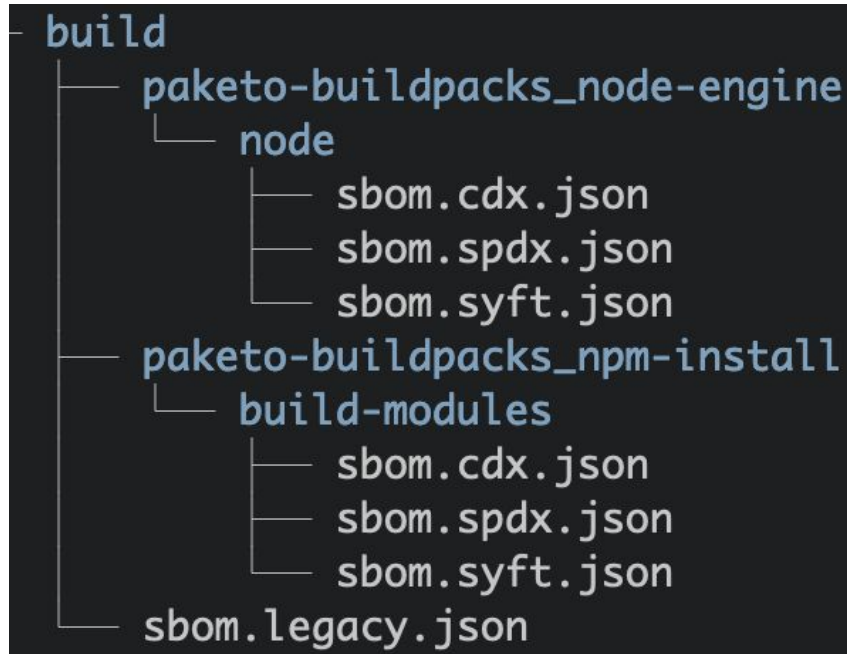 build
paketo-buildpacks_node-engine
node
sbom.cdx.json
sbom.spdx.json
sbom.syft.json
paketo-buildpacks_npm-install
build-modules
sbom.cdx.json
sbom.spdx.json
sbom.syft.json
sbom.legacy.json